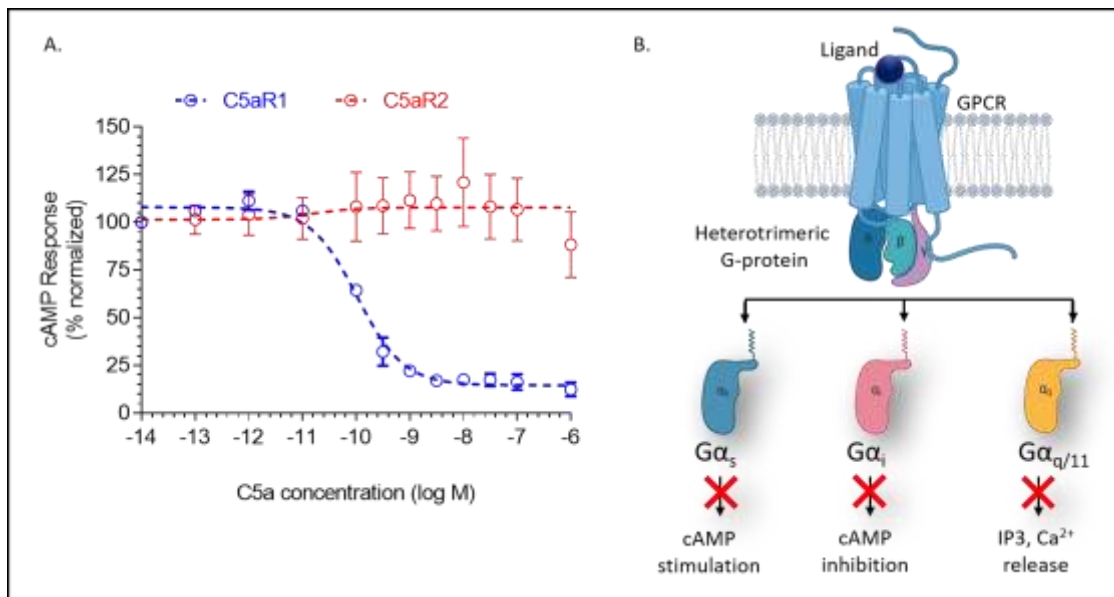 A.
C5aR1
C5aR2
150
125
100
75
50
25
0
cAMP Response
(% normalized)
-14
-13
-12
-11
-10
-9
-8
-7
-6
C5a concentration (log M)
B.
Ligand
GPCR
Heterotrimeric
G-protein
β
Gαₛ
Gαᵢ
Gα_q/11
cAMP
stimulation
cAMP
inhibition
IP3, Ca²⁺
release